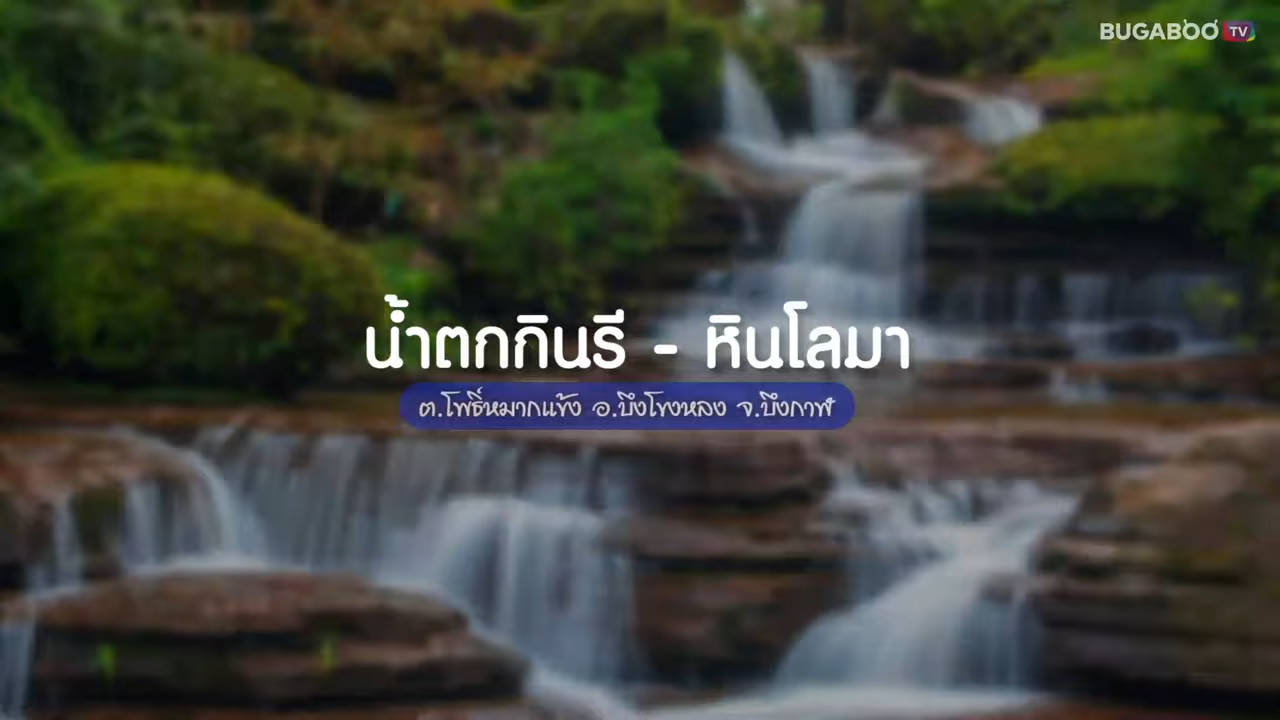 BUGABOO TV
น้ำตกกินรี - หินโลมา
ต.โพธิ์หมากแข้ง อ.บึงโขงหลง จ.บึงกาฬ